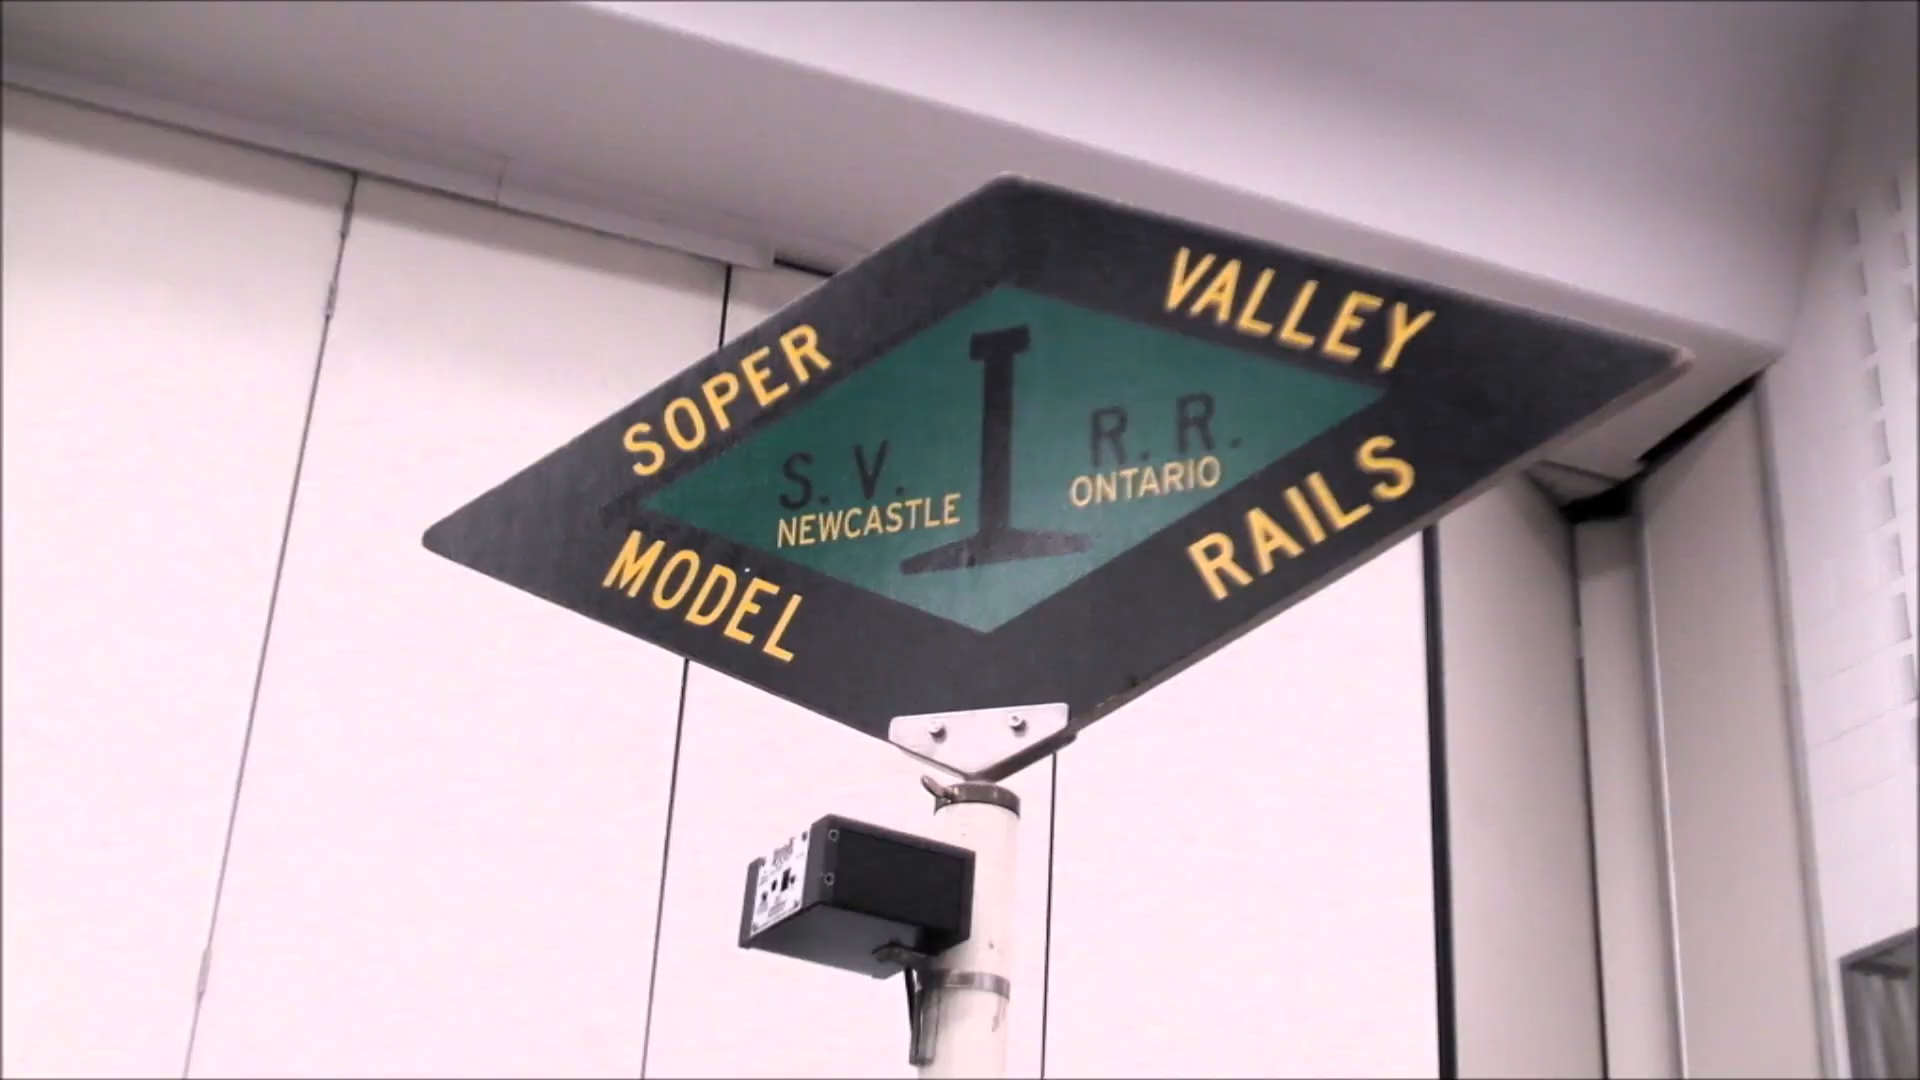 SOPER VALLEY
S. V. R. R.
NEWCASTLE ONTARIO
MODEL RAILS